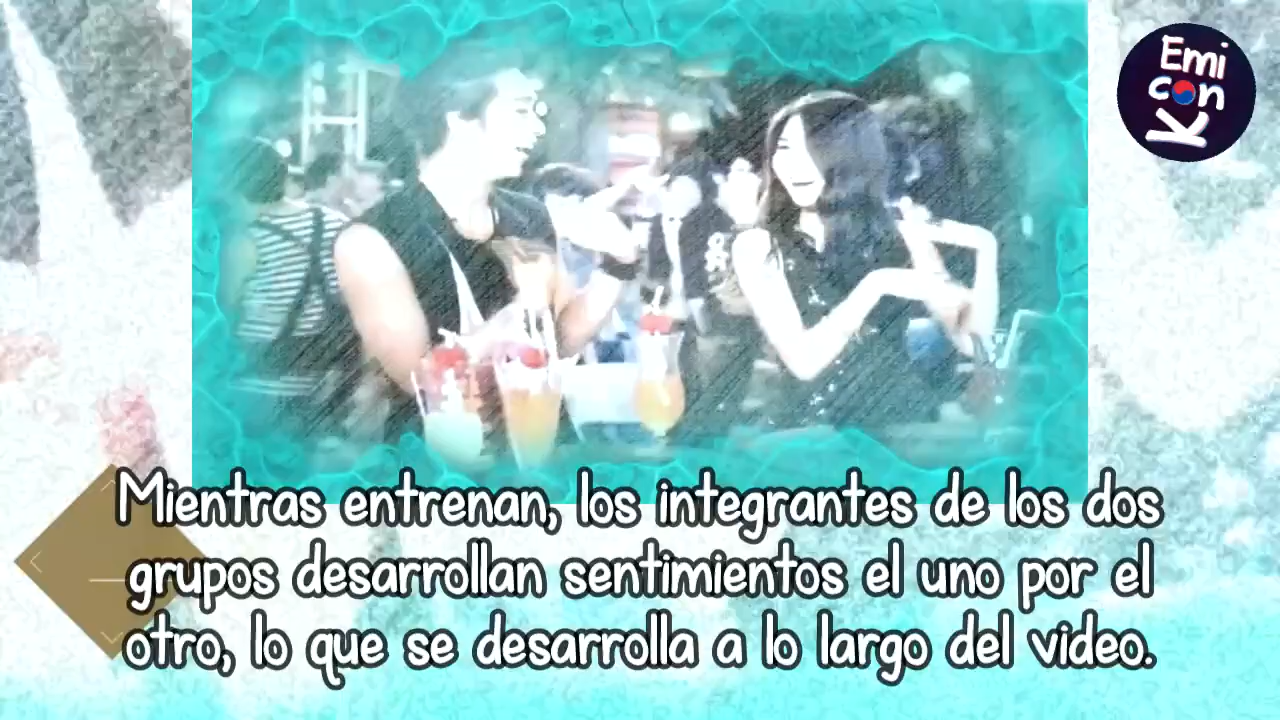 Emi
con
K
Mientras entrenan, los integrantes de los dos
grupos desarrollan sentimientos el uno por el
otro, lo que se desarrolla a lo largo del video.